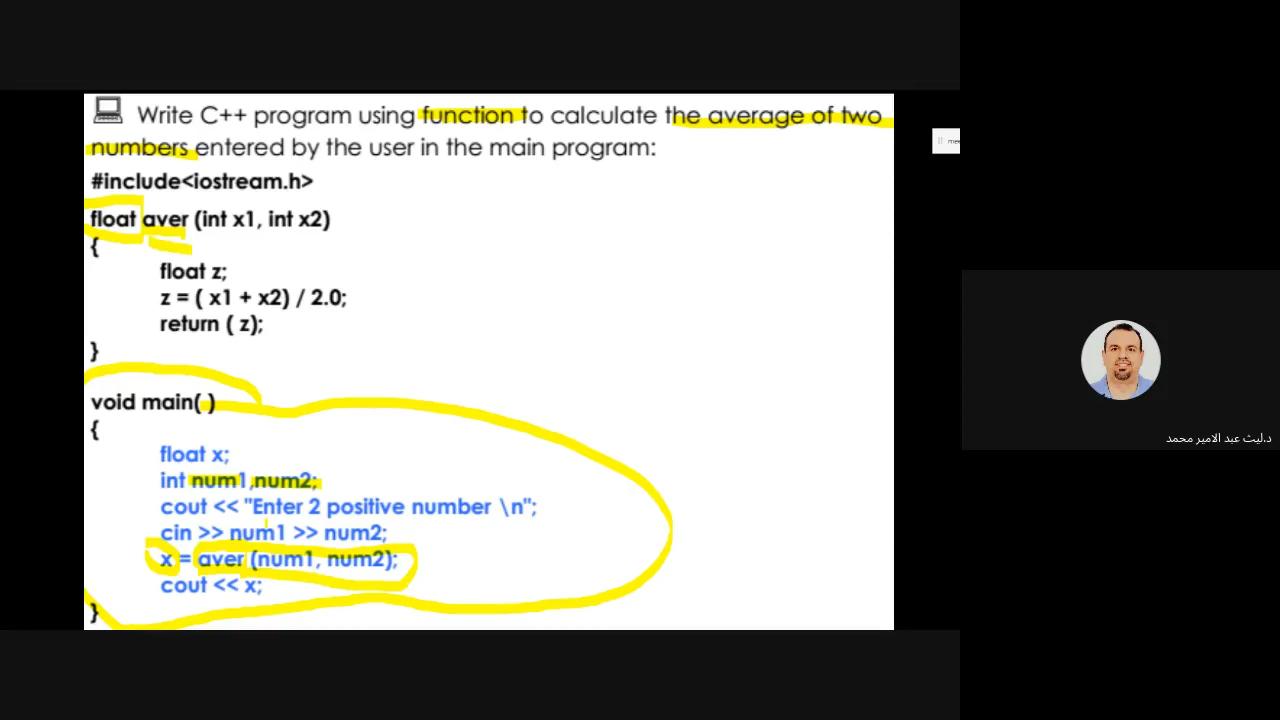 Write C++ program using function to calculate the average of two
numbers entered by the user in the main program:
#include<iostream.h>
float aver (int x1, int x2)
{
float z;
z = ( x1 + x2) / 2.0;
return ( z);
}
void main( )
{
float x;
int num1,num2;
cout << "Enter 2 positive number \n";
cin >> num1 >> num2;
x = aver (num1, num2);
cout << x;
}
د.ليث عبد الامير محمد